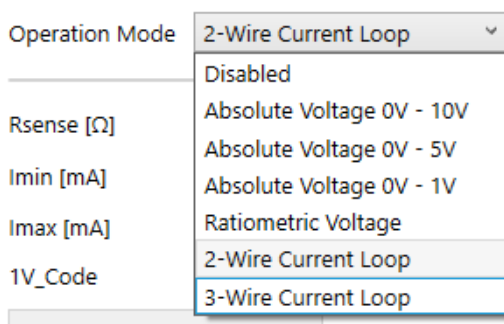 Operation Mode 2-Wire Current Loop
Disabled
Absolute Voltage 0V - 10V
Rsense [Ω]
Absolute Voltage 0V - 5V
Imin [mA]
Absolute Voltage 0V - 1V
Imax [mA]
Ratiometric Voltage
1V_Code
2-Wire Current Loop
3-Wire Current Loop